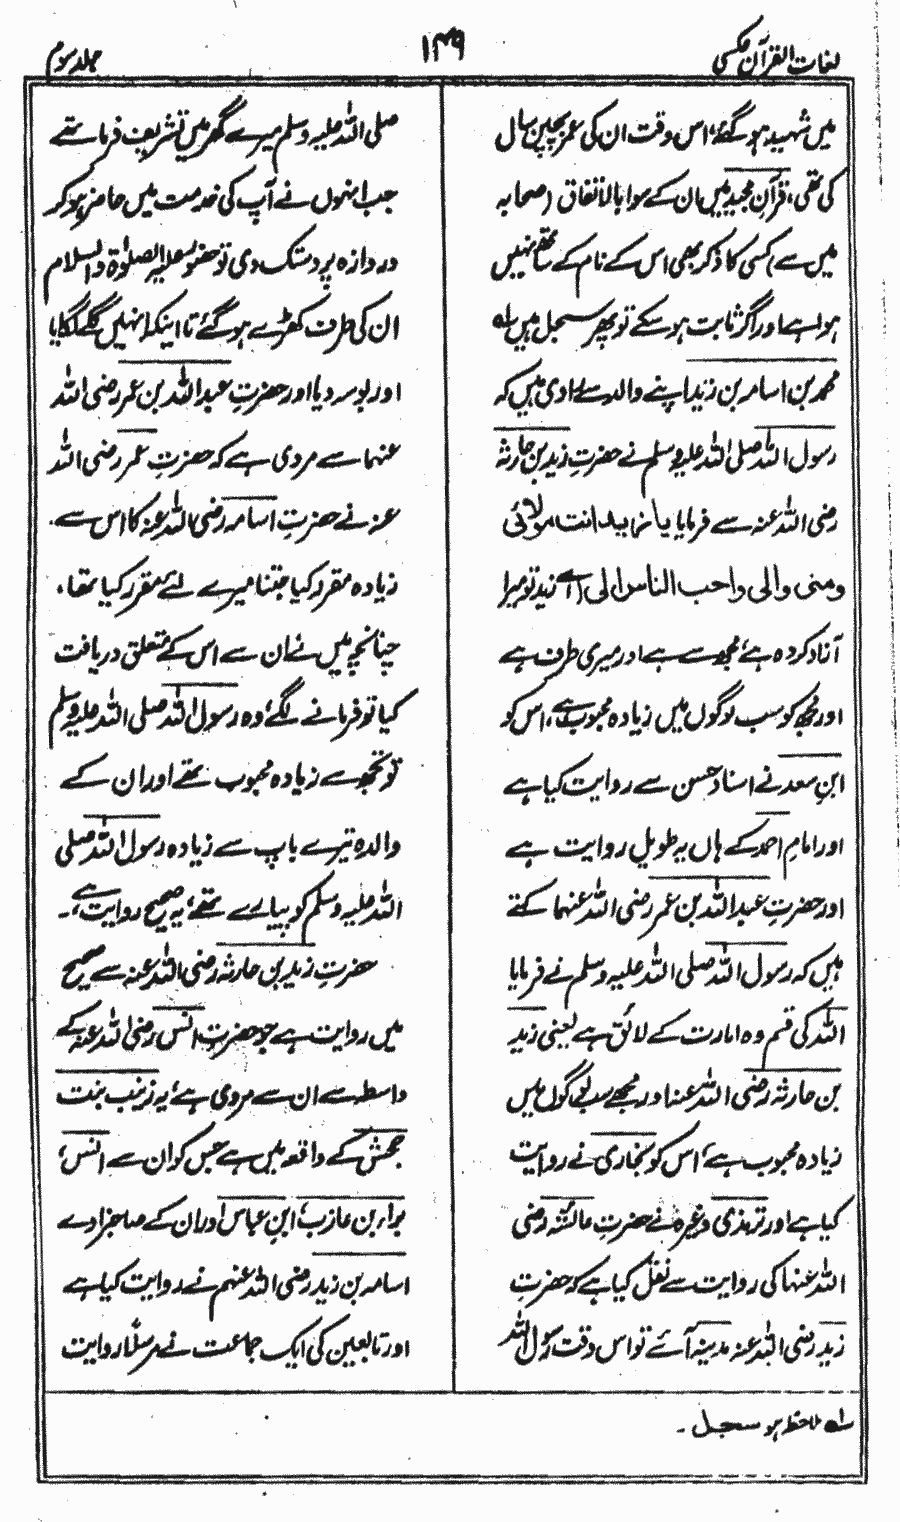 لغات القرآن عکسی
۱۴۹
جلد سوم
میں شہید ہو گئے، اس وقت ان کی عمر پچپن سال
کی تھی، قرآن مجید میں ان کے سوا بالاتفاق (صحابہ
میں سے) کسی کا ذکر بھی اس کے نام کے ساتھ نہیں
ہوا ہے اور اگر ثابت ہو سکے تو پھر سجل ہیں لہ
محمد بن اسامہ بن زید اپنے والد سے راوی ہیں کہ
رسول اللہ صلی اللہ علیہ وسلم نے حضرتِ زید بن حارثہ
رضی اللہ عنہ سے فرمایا یا زید انت مولائی
ومنی والی واحب الناس الی (اے زید تو میرا
آزاد کردہ ہے، مجھ سے ہے اور میری طرف ہے
اور مجھ کو سب لوگوں میں زیادہ محبوب ہے، اس کو
ابنِ سعد نے اسناد حسن سے روایت کیا ہے
اور امامِ احمد کے ہاں یہ طویل روایت ہے
اور حضرتِ عبد اللہ بن عمر رضی اللہ عنہما کہتے
ہیں کہ رسول اللہ صلی اللہ علیہ وسلم نے فرمایا
اللہ کی قسم وہ امارت کے لائق ہے یعنی زید
بن حارثہ رضی اللہ عنہ اور مجھے سب لوگوں میں
زیادہ محبوب ہے، اس کو بخاری نے روایت
کیا ہے اور ترمذی وغیرہ نے حضرتِ عائشہ رضی
اللہ عنہا کی روایت سے نقل کیا ہے کہ حضرتِ
زید رضی اللہ عنہ مدینہ آئے تو اس وقت رسول اللہ
صلی اللہ علیہ وسلم میرے گھر میں تشریف فرما تھے
جب انہوں نے آپ کی خدمت میں حاضر ہو کر
دروازہ پر دستک دی تو حضور علیہ الصلوٰۃ والسلام
ان کی طرف کھڑے ہو گئے تا اینکہ انہیں گلے لگایا
اور بوسہ دیا اور حضرتِ عبد اللہ بن عمر رضی اللہ
عنہما سے مروی ہے کہ حضرتِ عمر رضی اللہ
عنہ نے حضرتِ اسامہ رضی اللہ عنہ کا اس سے
زیادہ مقرر کیا جتنا میرے لئے مقرر کیا تھا،
چنانچہ میں نے ان سے اس کے متعلق دریافت
کیا تو فرمانے لگے، وہ رسول اللہ صلی اللہ علیہ وسلم
کو تجھ سے زیادہ محبوب تھے اور ان کے
والد تیرے باپ سے زیادہ رسول اللہ صلی
اللہ علیہ وسلم کو پیارے تھے، یہ صحیح روایت ہے،۔
حضرتِ زید بن حارثہ رضی اللہ عنہ سے صحیح
میں روایت ہے جو حضرتِ انس رضی اللہ عنہ کے
واسطہ سے ان سے مروی ہے، یہ زینب بنت
جحش کے واقعہ میں ہے جس کو ان سے انس،
براء بن عازب، ابنِ عباس اور ان کے صاحبزادے
اسامہ بن زید رضی اللہ عنہم نے روایت کیا ہے
اور تابعین کی ایک جماعت نے مرسلًا روایت
لہ ملاحظہ ہو سجل۔